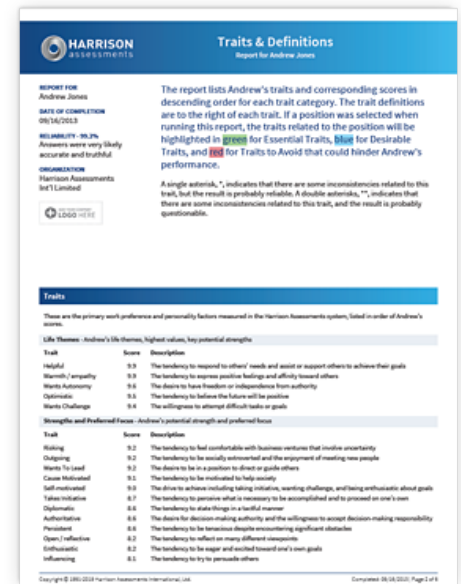 HARRISON
assessments
Traits & Definitions
Report for Andrew Jones
REPORT FOR
Andrew Jones
DATE OF COMPLETION
09/16/2013
RELIABILITY - 99.2%
Answers were very likely
accurate and truthful
ORGANIZATION
Harrison Assessments
Int'l Limited
LOGO HERE
The report lists Andrew's traits and corresponding scores in
descending order for each trait category. The trait definitions
are to the right of each trait. If a position was selected when
running this report, the traits related to the position will be
highlighted in green for Essential Traits, blue for Desirable
Traits, and red for Traits to Avoid that could hinder Andrew's
performance.
A single asterisk, *, indicates that there are some inconsistencies related to this
trait, but the result is probably reliable. A double asterisks, **, indicates that
there are some inconsistencies related to this trait, and the result is probably
questionable.
Traits
These are the primary work preference and personality factors measured in the Harrison Assessments system, listed in order of Andrew's
scores.
Life Themes - Andrew's life themes, highest values, key potential strengths
Trait Score Description
Helpful 9.9 The tendency to respond to others' needs and assist or support others to achieve their goals
Warmth / empathy 9.9 The tendency to express positive feelings and affinity toward others
Wants Autonomy 9.6 The desire to have freedom or independence from authority
Optimistic 9.5 The tendency to believe the future will be positive
Wants Challenge 9.4 The willingness to attempt difficult tasks or goals
Strengths and Preferred Focus - Andrew's potential strength and preferred focus
Trait Score Description
Risking 9.2 The tendency to feel comfortable with business ventures that involve uncertainty
Outgoing 9.2 The tendency to be socially extroverted and the enjoyment of meeting new people
Wants To Lead 9.2 The desire to be in a position to direct or guide others
Cause Motivated 9.1 The tendency to be motivated to help society
Self-motivated 9.0 The drive to achieve including taking initiative, wanting challenge, and being enthusiastic about goals
Takes Initiative 8.7 The tendency to perceive what is necessary to be accomplished and to proceed on one's own
Diplomatic 8.6 The tendency to state things in a tactful manner
Authoritative 8.6 The desire for decision-making authority and the willingness to accept decision-making responsibility
Persistent 8.6 The tendency to be tenacious despite encountering significant obstacles
Open / reflective 8.2 The tendency to reflect on many different viewpoints
Enthusiastic 8.2 The tendency to be eager and excited toward one's own goals
Influencing 8.1 The tendency to try to persuade others
Copyright © 1991-2016 Harrison Assessments International, Ltd. Completed: 09/16/2013, Page 2 of 9